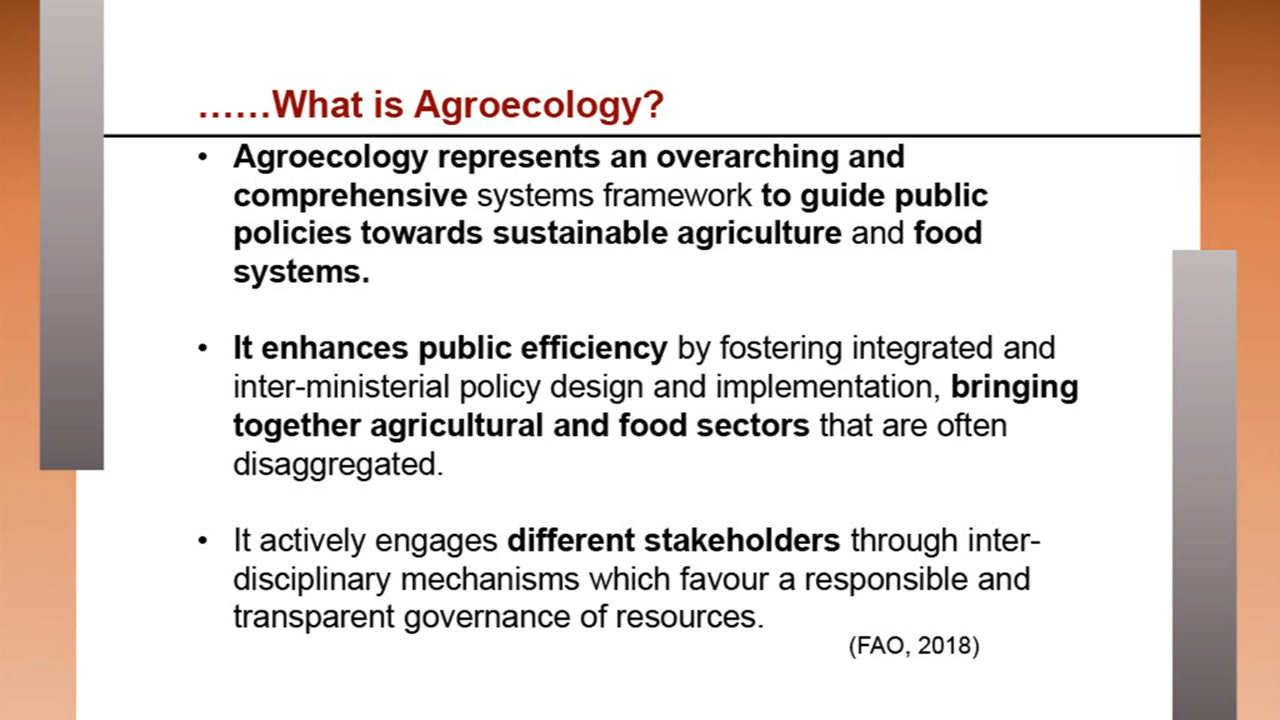 ......What is Agroecology?
• Agroecology represents an overarching and
comprehensive systems framework to guide public
policies towards sustainable agriculture and food
systems.
• It enhances public efficiency by fostering integrated and
inter-ministerial policy design and implementation, bringing
together agricultural and food sectors that are often
disaggregated.
• It actively engages different stakeholders through inter-
disciplinary mechanisms which favour a responsible and
transparent governance of resources.
(FAO, 2018)